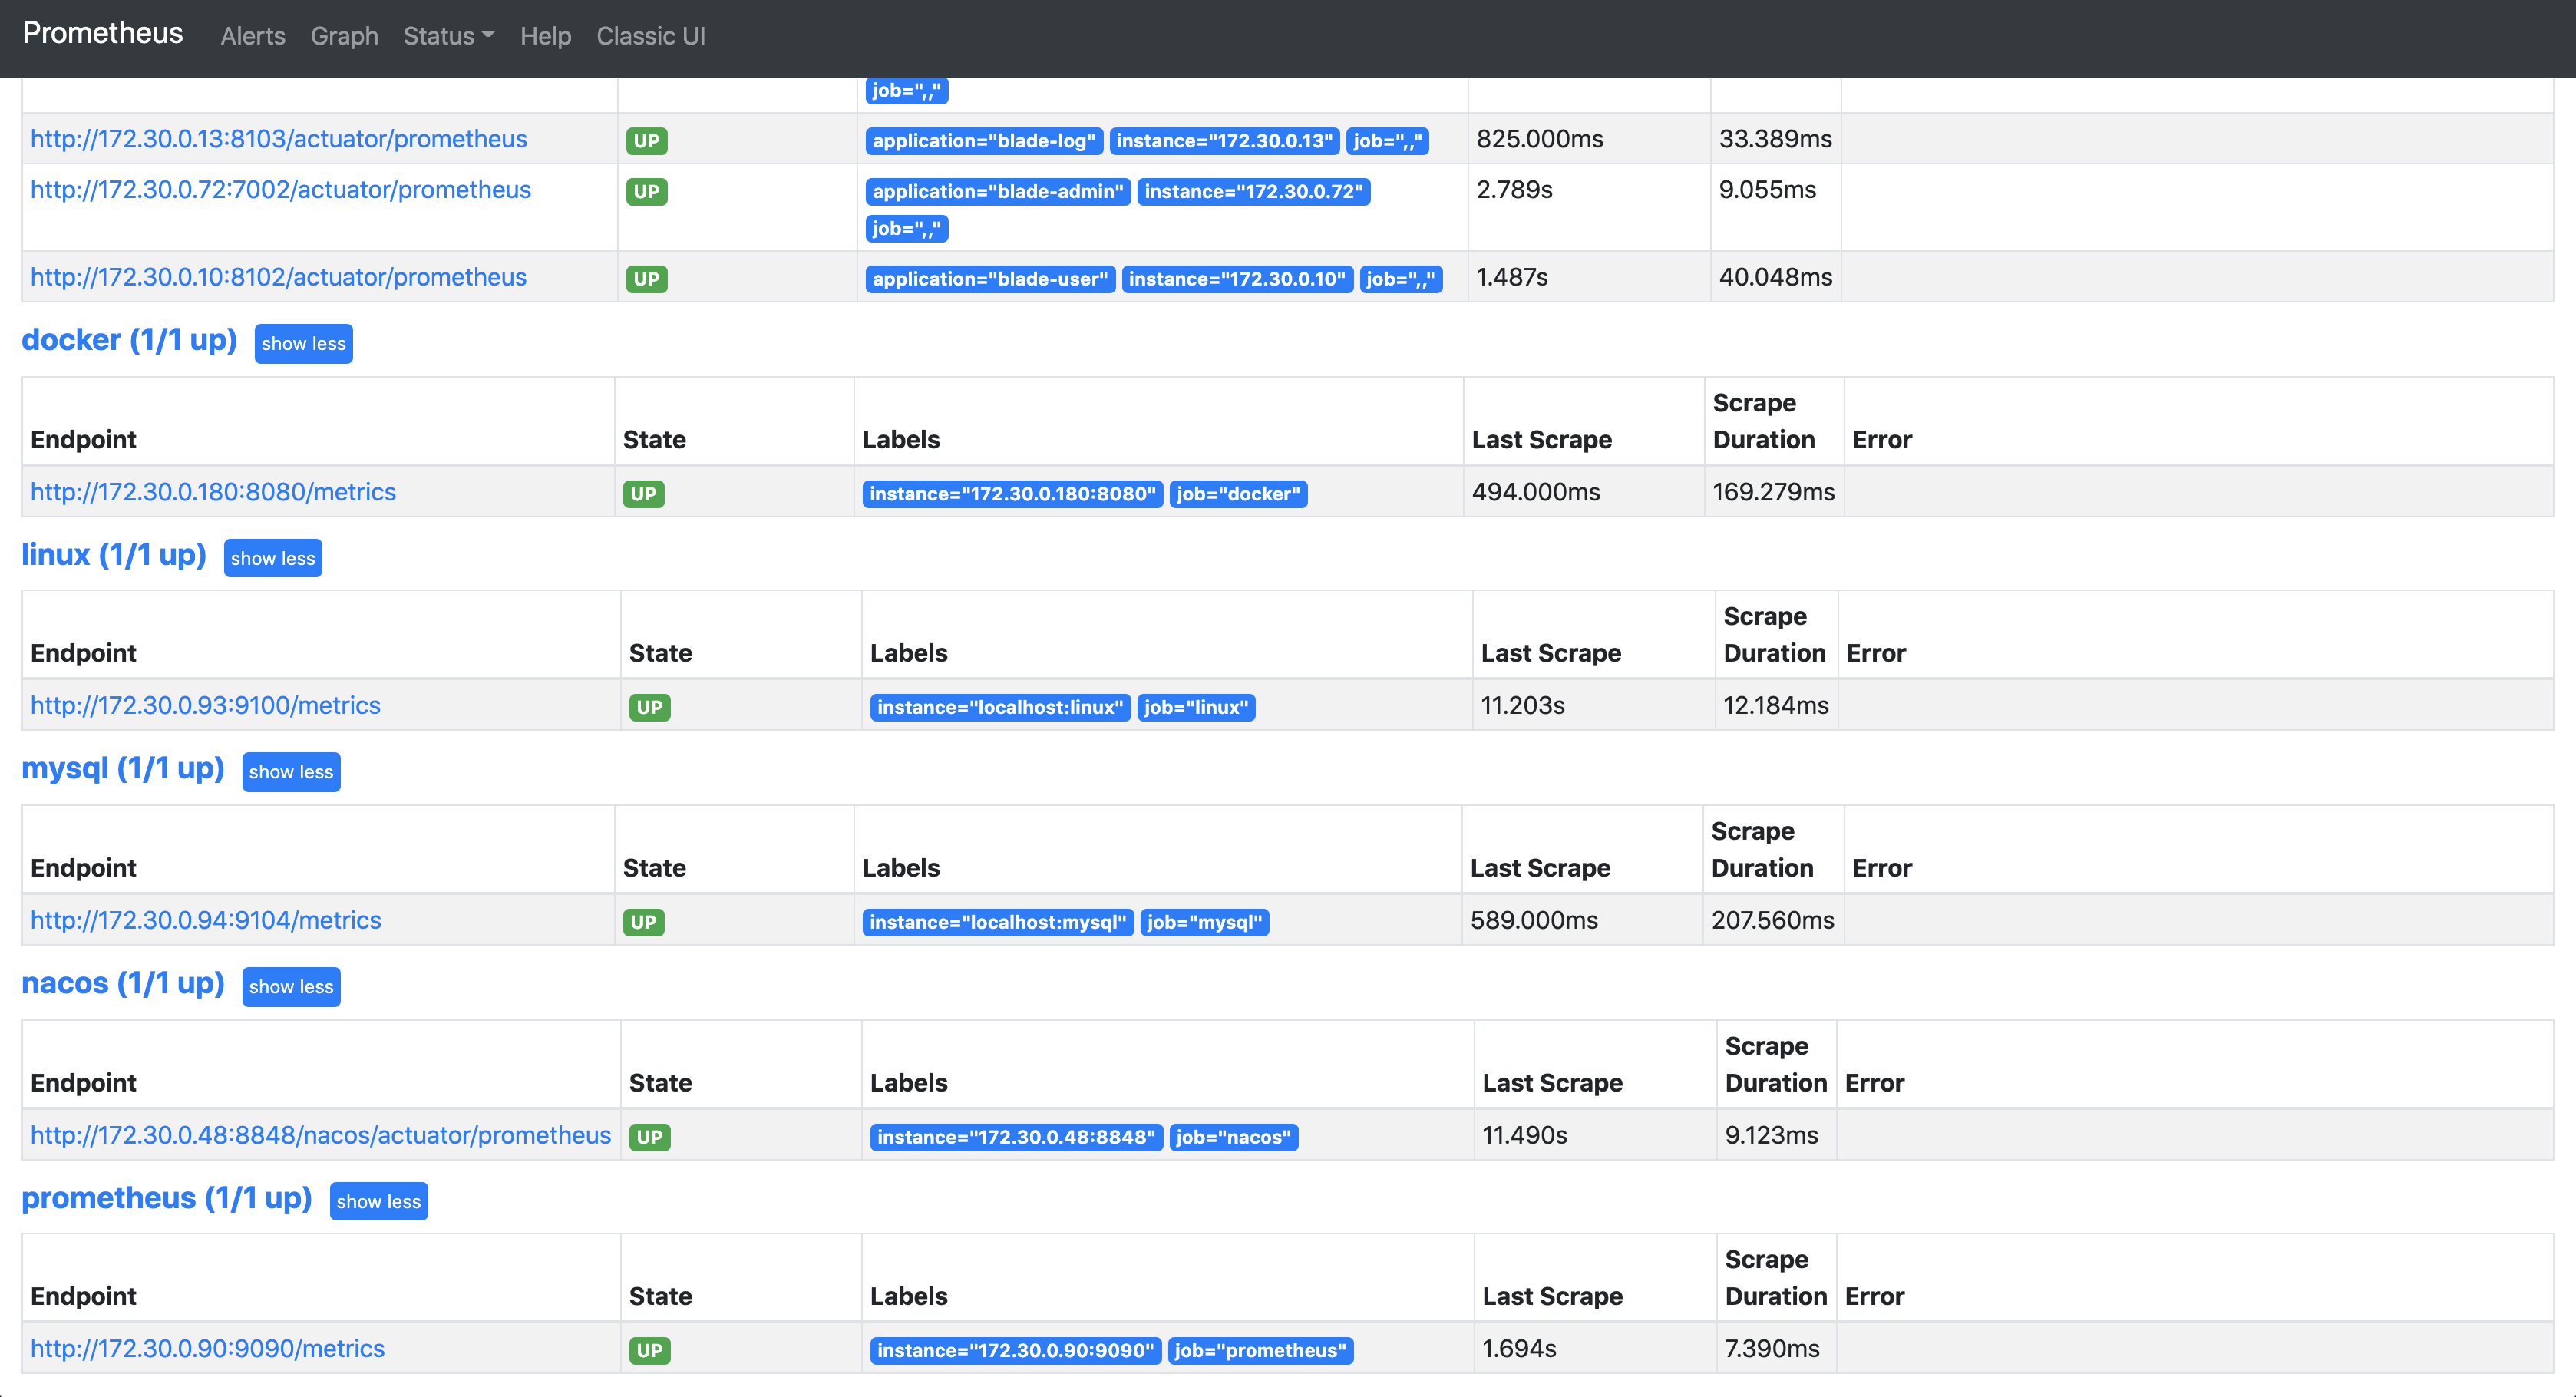 Prometheus Alerts Graph Status Help Classic UI
job=",,"
http://172.30.0.13:8103/actuator/prometheus UP application="blade-log" instance="172.30.0.13" job=",," 825.000ms 33.389ms
http://172.30.0.72:7002/actuator/prometheus UP application="blade-admin" instance="172.30.0.72" 2.789s 9.055ms
job=",,"
http://172.30.0.10:8102/actuator/prometheus UP application="blade-user" instance="172.30.0.10" job=",," 1.487s 40.048ms
docker (1/1 up) show less
Scrape
Endpoint State Labels Last Scrape Duration Error
http://172.30.0.180:8080/metrics UP instance="172.30.0.180:8080" job="docker" 494.000ms 169.279ms
linux (1/1 up) show less
Scrape
Endpoint State Labels Last Scrape Duration Error
http://172.30.0.93:9100/metrics UP instance="localhost:linux" job="linux" 11.203s 12.184ms
mysql (1/1 up) show less
Scrape
Endpoint State Labels Last Scrape Duration Error
http://172.30.0.94:9104/metrics UP instance="localhost:mysql" job="mysql" 589.000ms 207.560ms
nacos (1/1 up) show less
Scrape
Endpoint State Labels Last Scrape Duration Error
http://172.30.0.48:8848/nacos/actuator/prometheus UP instance="172.30.0.48:8848" job="nacos" 11.490s 9.123ms
prometheus (1/1 up) show less
Scrape
Endpoint State Labels Last Scrape Duration Error
http://172.30.0.90:9090/metrics UP instance="172.30.0.90:9090" job="prometheus" 1.694s 7.390ms